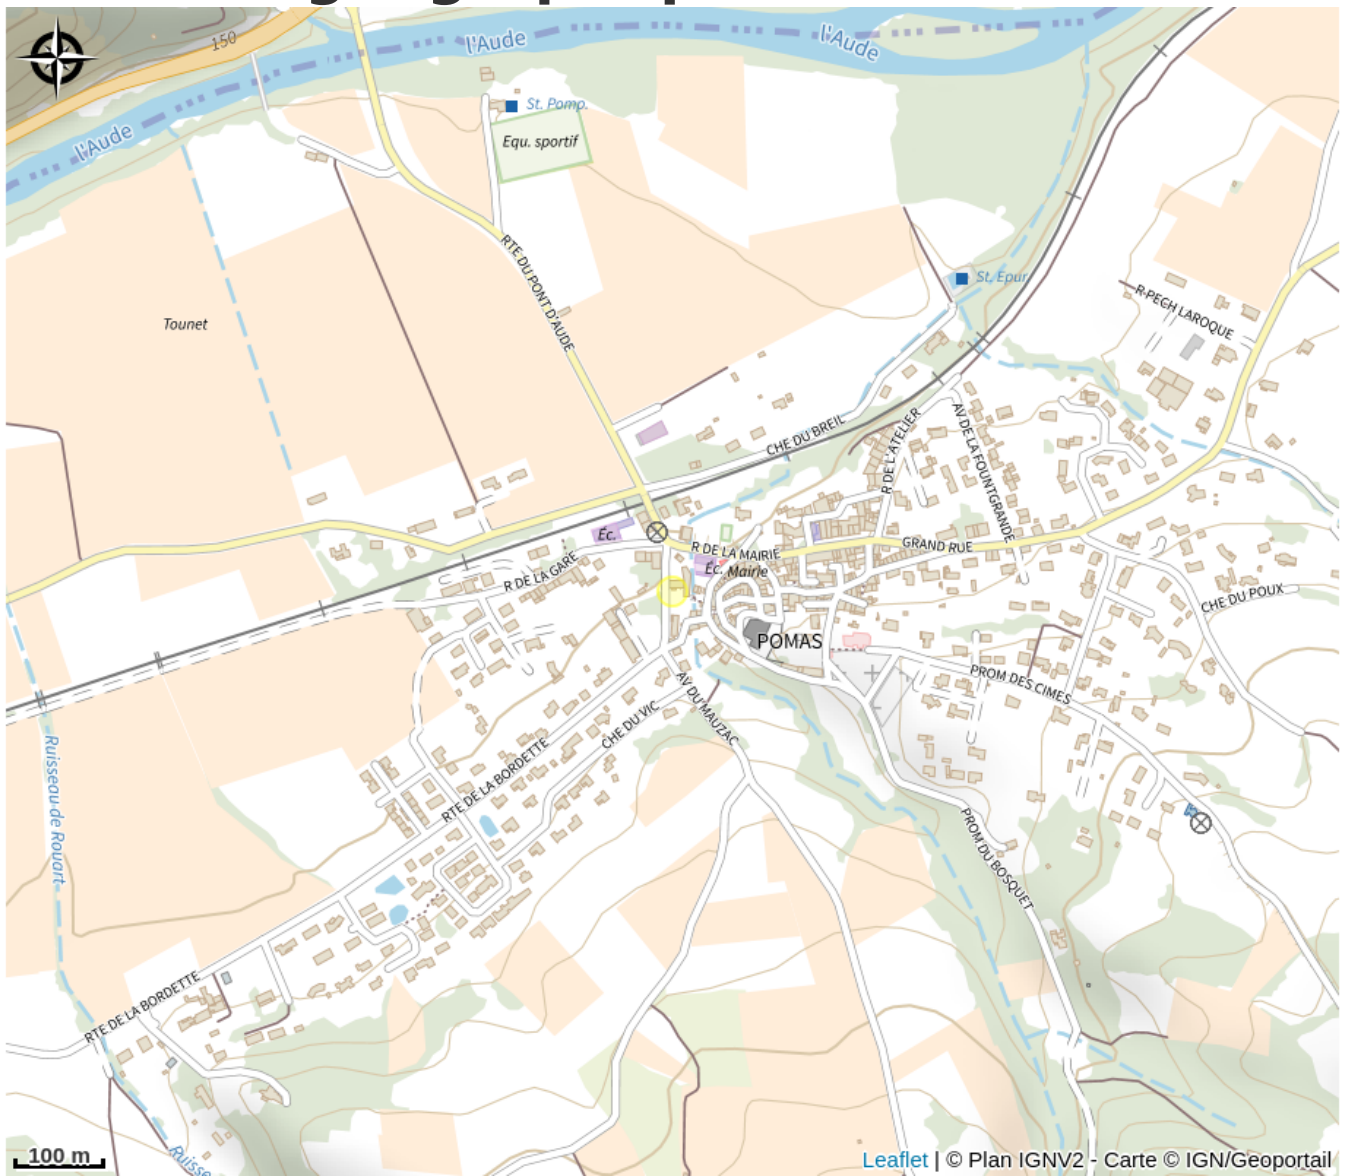 150
l'Aude
l'Aude
l'Aude
St. Pomp.
Equ. sportif
RTE DU PONT D'AUDE
St. Epur.
R PECH LAROQUE
Tounet
CHE DU BREIL
R DE L'ATELIER
AV DE LA FOUNTGRANDE
Éc.
R DE LA MAIRIE
GRAND RUE
Éc. Mairie
R DE LA GARE
CHE DU POUX
POMAS
PROM DES CIMES
AV DU MAUZAC
CHE DU VIC
RTE DE LA BORDETTE
Ruisseau de Rouart
PROM DU BOSQUET
RTE DE LA BORDETTE
Ruisse
100 m
Leaflet | © Plan IGNV2 - Carte © IGN/Geoportail